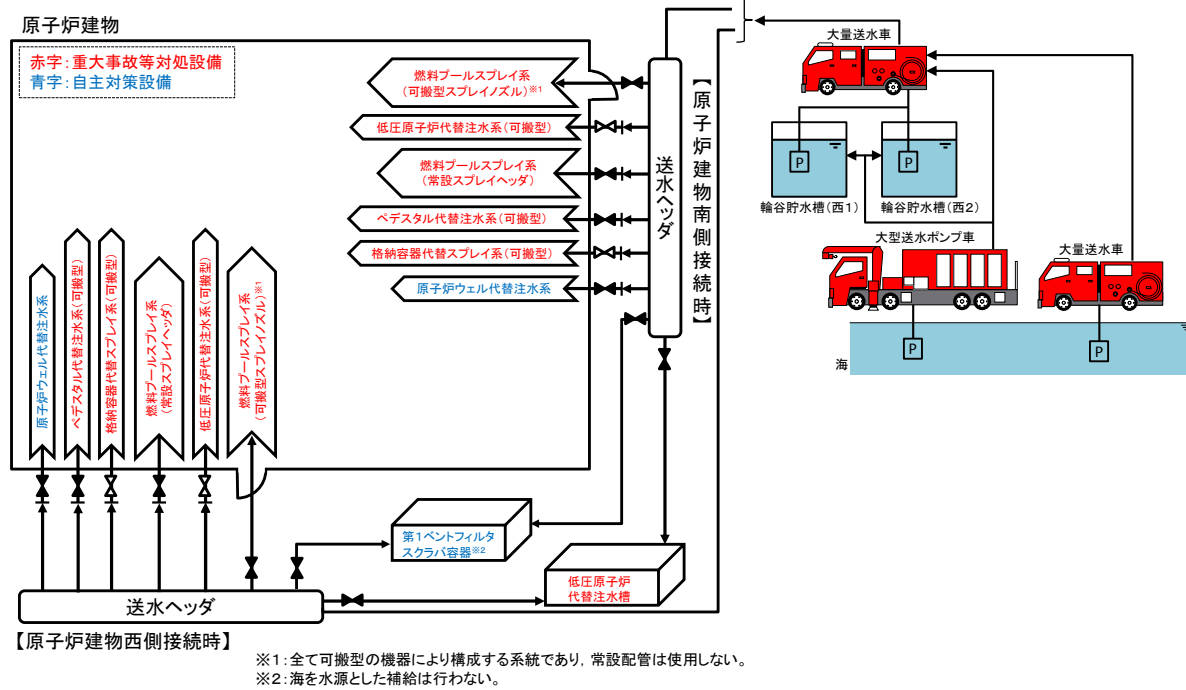 原子炉建物
赤字：重大事故等対処設備
青字：自主対策設備
燃料プールスプレイ系
(可搬型スプレイノズル)※1
低圧原子炉代替注水系(可搬型)
燃料プールスプレイ系
(常設スプレイヘッダ)
ペデスタル代替注水系(可搬型)
格納容器代替スプレイ系(可搬型)
原子炉ウェル代替注水系
送水ヘッダ
【原子炉建物南側接続時】
大量送水車
P
P
輪谷貯水槽(西1)
輪谷貯水槽(西2)
大型送水ポンプ車
大量送水車
P
P
海
原子炉ウェル代替注水系
ペデスタル代替注水系(可搬型)
格納容器代替スプレイ系(可搬型)
燃料プールスプレイ系
(常設スプレイヘッダ)
低圧原子炉代替注水系(可搬型)
燃料プールスプレイ系
(可搬型スプレイノズル)※1
第1ベントフィルタ
スクラバ容器※2
低圧原子炉
代替注水槽
送水ヘッダ
【原子炉建物西側接続時】
※1：全て可搬型の機器により構成する系統であり，常設配管は使用しない。
※2：海を水源とした補給は行わない。